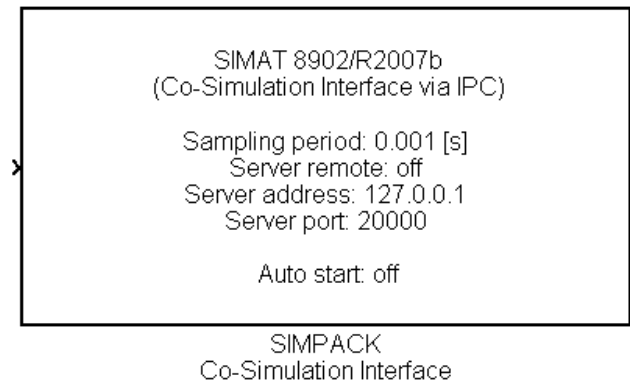 SIMAT 8902/R2007b
(Co-Simulation Interface via IPC)
Sampling period: 0.001 [s]
Server remote: off
Server address: 127.0.0.1
Server port: 20000
Auto start: off
SIMPACK
Co-Simulation Interface